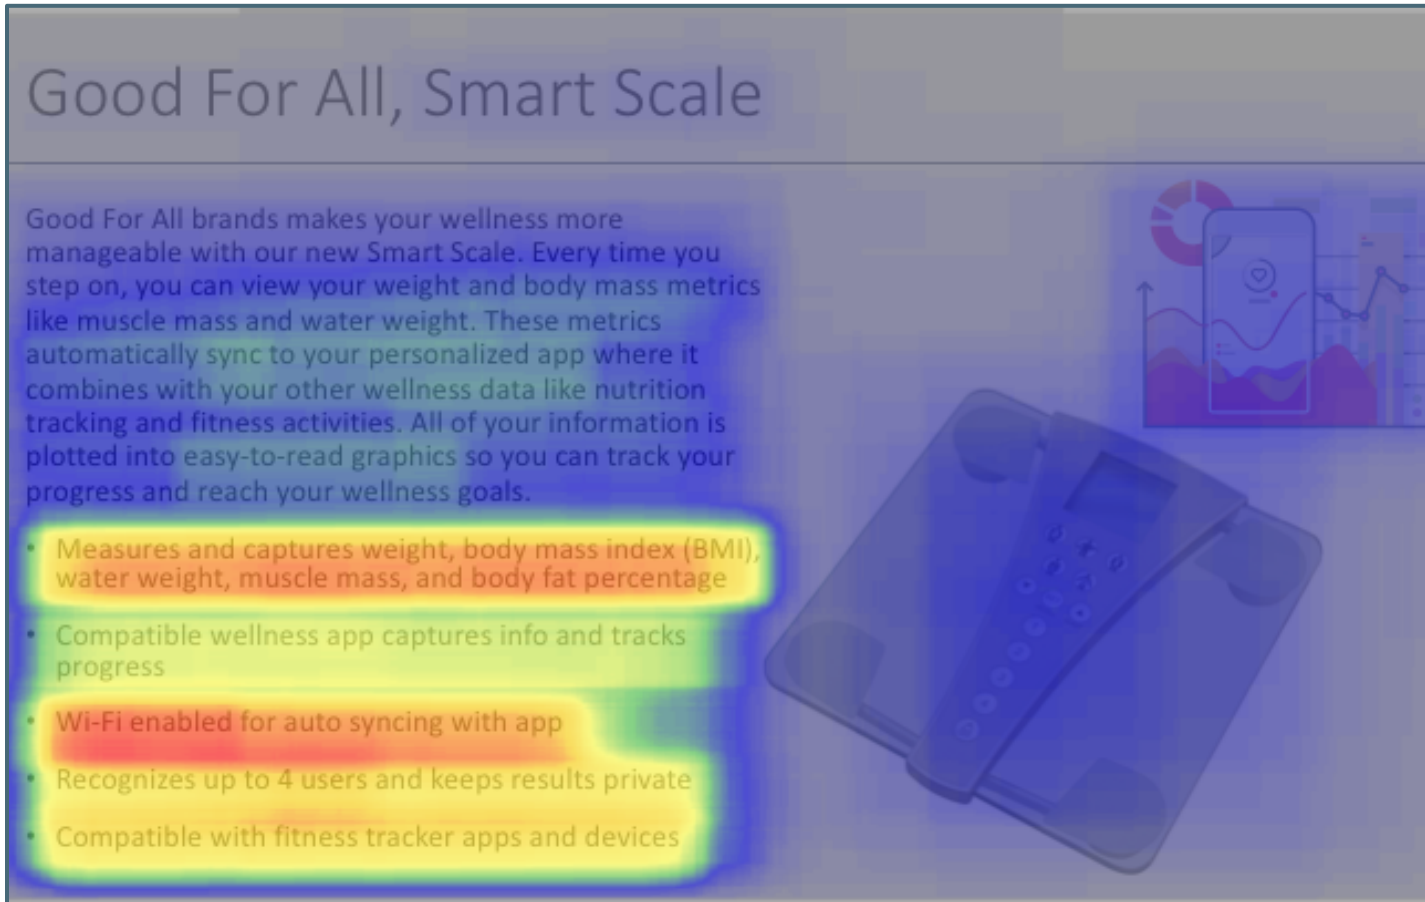 Good For All, Smart Scale
Good For All brands makes your wellness more
manageable with our new Smart Scale. Every time you
step on, you can view your weight and body mass metrics
like muscle mass and water weight. These metrics
automatically sync to your personalized app where it
combines with your other wellness data like nutrition
tracking and fitness activities. All of your information is
plotted into easy-to-read graphics so you can track your
progress and reach your wellness goals.
• Measures and captures weight, body mass index (BMI),
water weight, muscle mass, and body fat percentage
• Compatible wellness app captures info and tracks
progress
• Wi-Fi enabled for auto syncing with app
• Recognizes up to 4 users and keeps results private
• Compatible with fitness tracker apps and devices